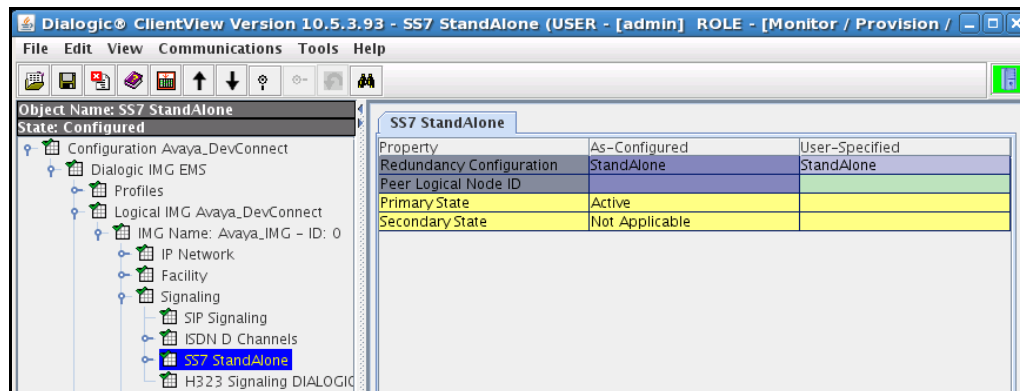 Dialogic® ClientView Version 10.5.3.93 - SS7 StandAlone (USER - [admin] ROLE - [Monitor / Provision /
File Edit View Communications Tools Help
Object Name: SS7 StandAlone
State: Configured
Configuration Avaya_DevConnect
Dialogic IMG EMS
Profiles
Logical IMG Avaya_DevConnect
IMG Name: Avaya_IMG - ID: 0
IP Network
Facility
Signaling
SIP Signaling
ISDN D Channels
SS7 StandAlone
H323 Signaling DIALOGIC
SS7 StandAlone
Property As-Configured User-Specified
Redundancy Configuration StandAlone StandAlone
Peer Logical Node ID
Primary State Active
Secondary State Not Applicable